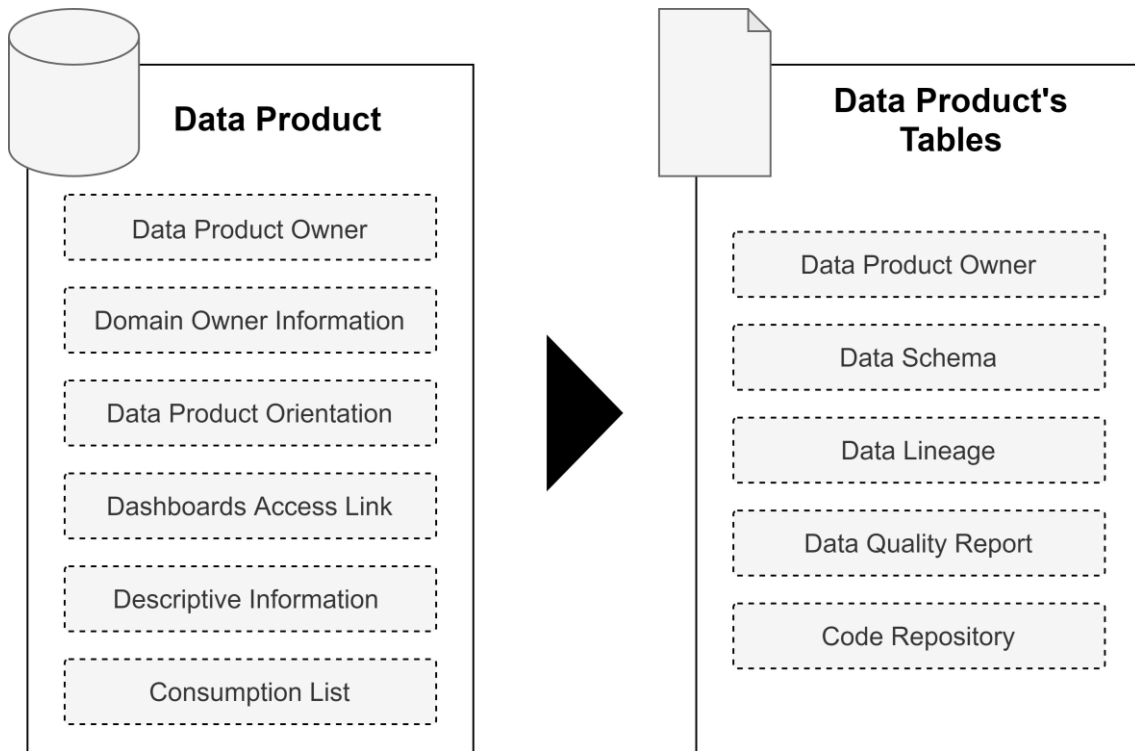 Data Product
Data Product Owner
Domain Owner Information
Data Product Orientation
Dashboards Access Link
Descriptive Information
Consumption List
Data Product's
Tables
Data Product Owner
Data Schema
Data Lineage
Data Quality Report
Code Repository